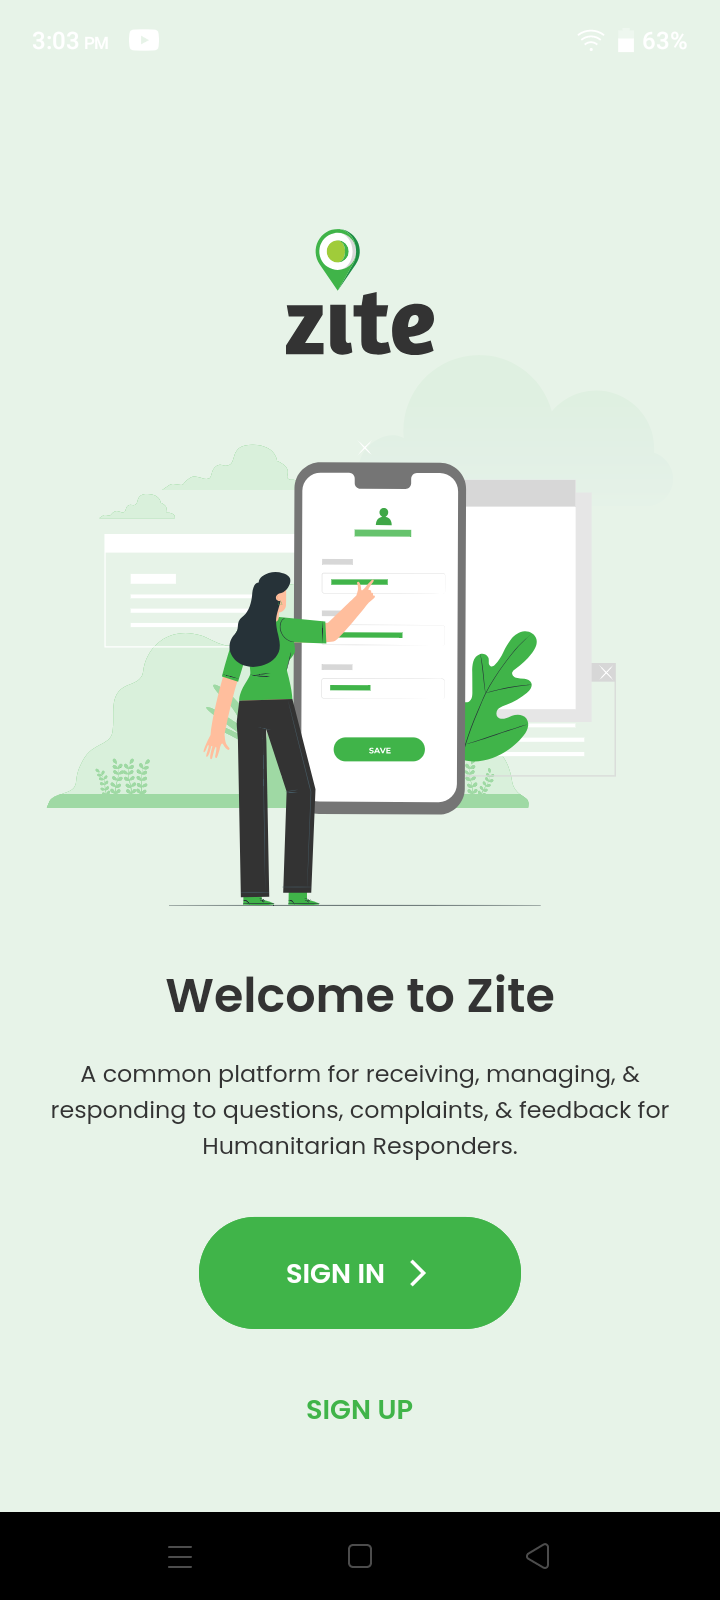 3:03 PM
63%
zite
SAVE
Welcome to Zite
A common platform for receiving, managing, &
responding to questions, complaints, & feedback for
Humanitarian Responders.
SIGN IN
SIGN UP